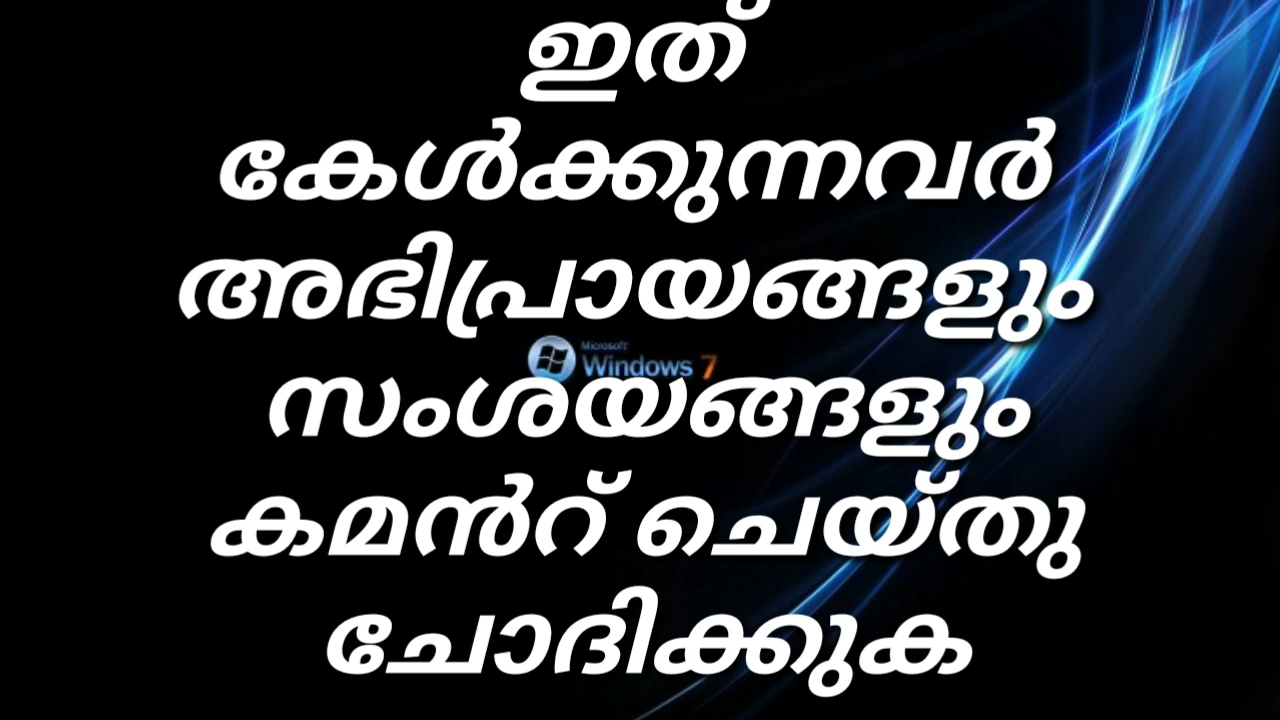 ഇത്
കേൾക്കുന്നവർ
അഭിപ്രായങ്ങളും
Microsoft
Windows 7
സംശയങ്ങളും
കമൻറ് ചെയ്തു
ചോദിക്കുക